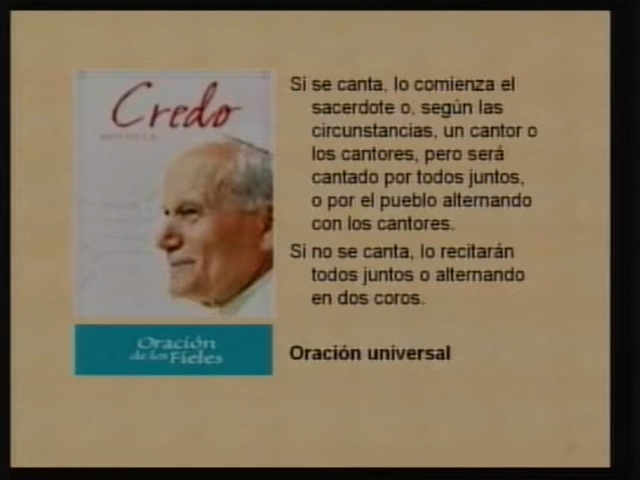 Credo
Si se canta, lo comienza el
sacerdote o, según las
circunstancias, un cantor o
los cantores, pero será
cantado por todos juntos,
o por el pueblo alternando
con los cantores.
Si no se canta, lo recitarán
todos juntos o alternando
en dos coros.
Oración
de los Fieles
Oración universal